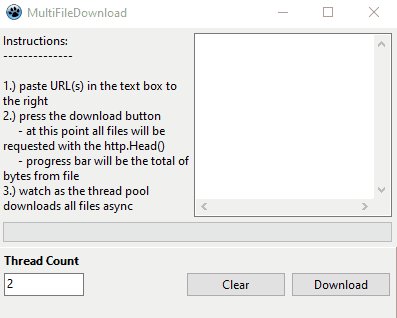 MultiFileDownload
Instructions:
--------------
1.) paste URL(s) in the text box to
the right
2.) press the download button
- at this point all files will be
requested with the http.Head()
- progress bar will be the total of
bytes from file
3.) watch as the thread pool
downloads all files async
Thread Count
2
Clear
Download